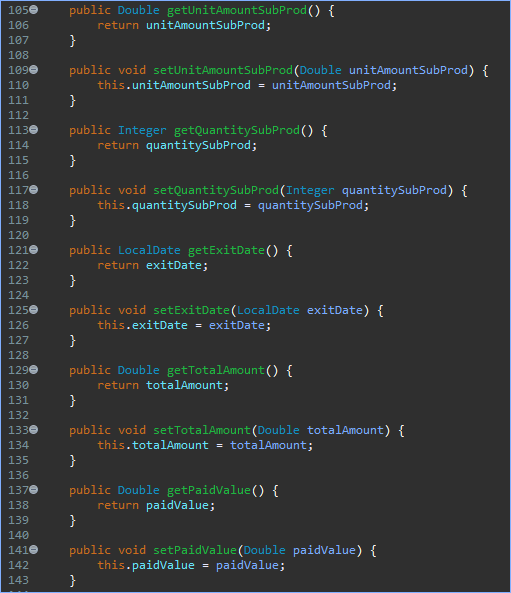 105 public Double getUnitAmountSubProd() {
106 return unitAmountSubProd;
107 }
108
109 public void setUnitAmountSubProd(Double unitAmountSubProd) {
110 this.unitAmountSubProd = unitAmountSubProd;
111 }
112
113 public Integer getQuantitySubProd() {
114 return quantitySubProd;
115 }
116
117 public void setQuantitySubProd(Integer quantitySubProd) {
118 this.quantitySubProd = quantitySubProd;
119 }
120
121 public LocalDate getExitDate() {
122 return exitDate;
123 }
124
125 public void setExitDate(LocalDate exitDate) {
126 this.exitDate = exitDate;
127 }
128
129 public Double getTotalAmount() {
130 return totalAmount;
131 }
132
133 public void setTotalAmount(Double totalAmount) {
134 this.totalAmount = totalAmount;
135 }
136
137 public Double getPaidValue() {
138 return paidValue;
139 }
140
141 public void setPaidValue(Double paidValue) {
142 this.paidValue = paidValue;
143 }